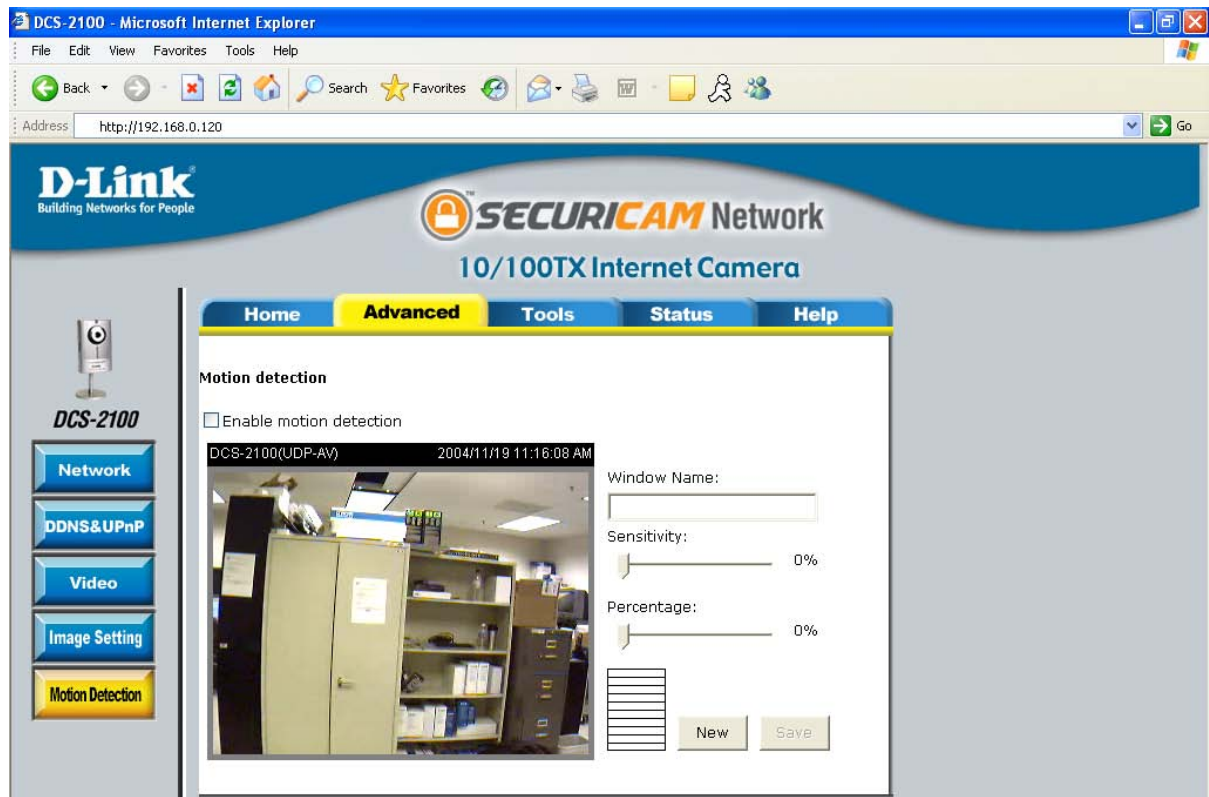 DCS-2100 - Microsoft Internet Explorer
File Edit View Favorites Tools Help
Back Search Favorites
Address http://192.168.0.120 Go
D-Link
Building Networks for People
SECURICAM Network
10/100TX Internet Camera
Home Advanced Tools Status Help
DCS-2100
Network
DDNS&UPnP
Video
Image Setting
Motion Detection
Motion detection
Enable motion detection
DCS-2100(UDP-AV) 2004/11/19 11:16:08 AM
Window Name:
Sensitivity:
0%
Percentage:
0%
New Save